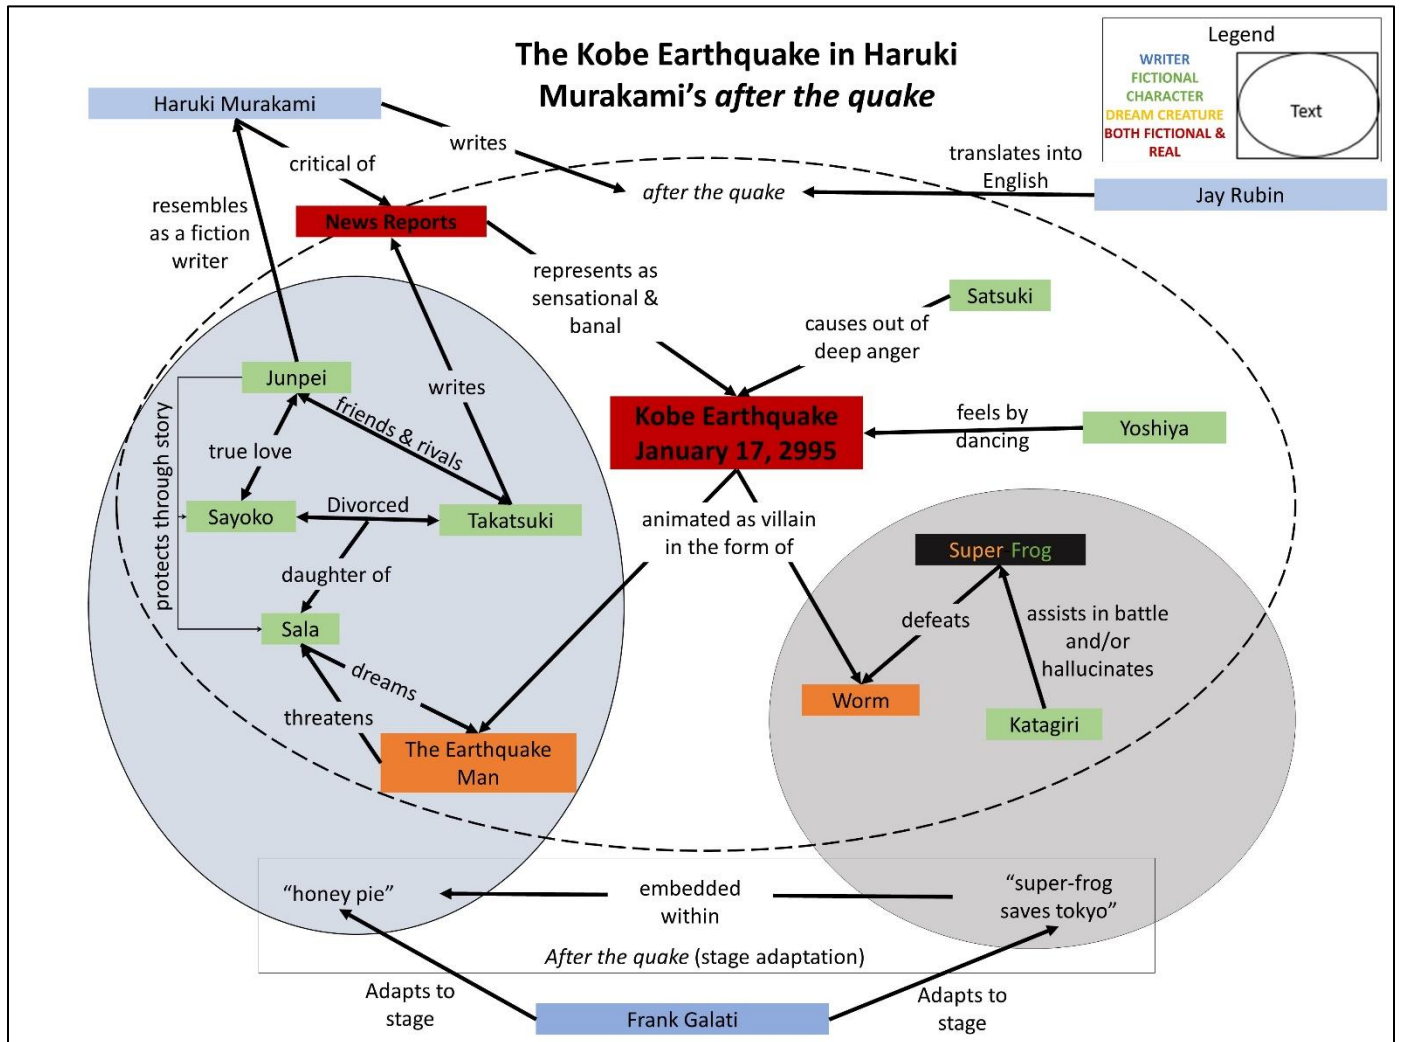 The Kobe Earthquake in Haruki
Murakami's after the quake
Legend
WRITER
FICTIONAL
CHARACTER
DREAM CREATURE
BOTH FICTIONAL &
REAL
Text
Haruki Murakami
writes
critical of
translates into
English
after the quake
Jay Rubin
resembles
as a fiction
writer
News Reports
represents as
sensational &
banal
Satsuki
causes out of
deep anger
Junpei
writes
friends & rivals
protects through story
true love
Kobe Earthquake
January 17, 2995
feels by
dancing
Yoshiya
Sayoko
Divorced
Takatsuki
animated as villain
in the form of
Super Frog
daughter of
Sala
defeats
assists in battle
and/or
hallucinates
dreams
threatens
Worm
Katagiri
The Earthquake
Man
"honey pie"
embedded
within
"super-frog
saves tokyo"
After the quake (stage adaptation)
Adapts to
stage
Frank Galati
Adapts to
stage